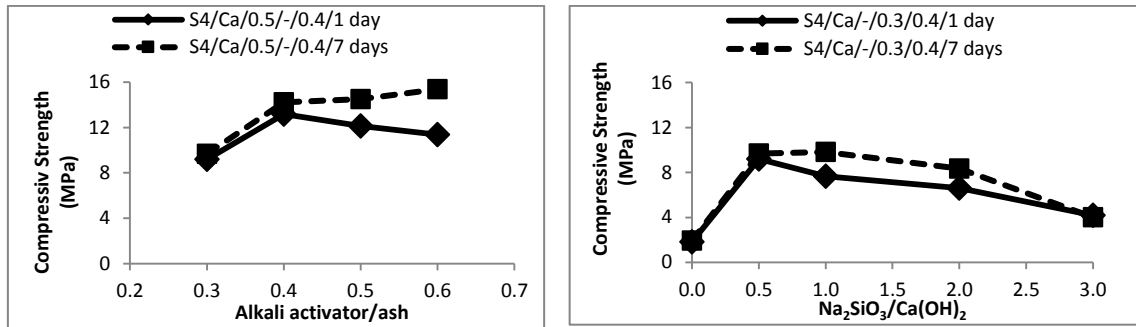 S4/Ca/0.5/-/0.4/1 day
S4/Ca/0.5/-/0.4/7 days
Compressiv Strength
(MPa)
16
12
8
4
0
0.2 0.3 0.4 0.5 0.6 0.7
Alkali activator/ash
S4/Ca/-/0.3/0.4/1 day
S4/Ca/-/0.3/0.4/7 days
Compressive Strength
(MPa)
16
12
8
4
0
0.0 0.5 1.0 1.5 2.0 2.5 3.0
Na₂SiO₃/Ca(OH)₂